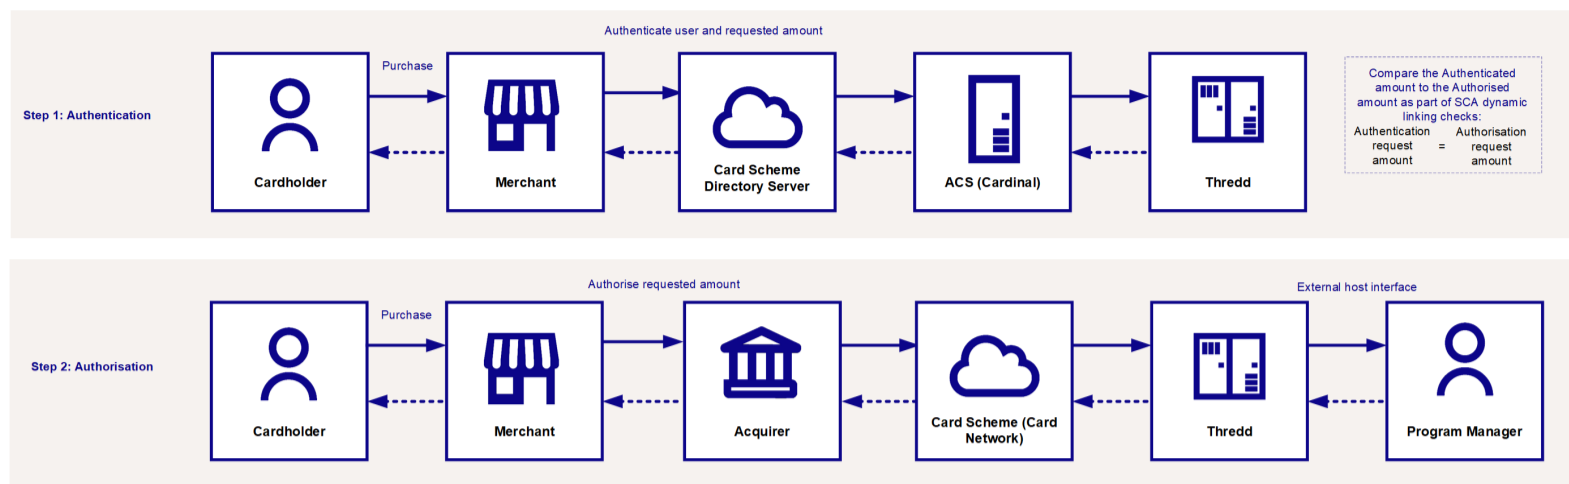 Authenticate user and requested amount
Purchase
Step 1: Authentication
Cardholder
Merchant
Card Scheme
Directory Server
ACS (Cardinal)
Thredd
Compare the Authenticated
amount to the Authorised
amount as part of SCA dynamic
linking checks:
Authentication Authorisation
request = request
amount amount
Authorise requested amount
External host interface
Purchase
Step 2: Authorisation
Cardholder
Merchant
Acquirer
Card Scheme (Card
Network)
Thredd
Program Manager